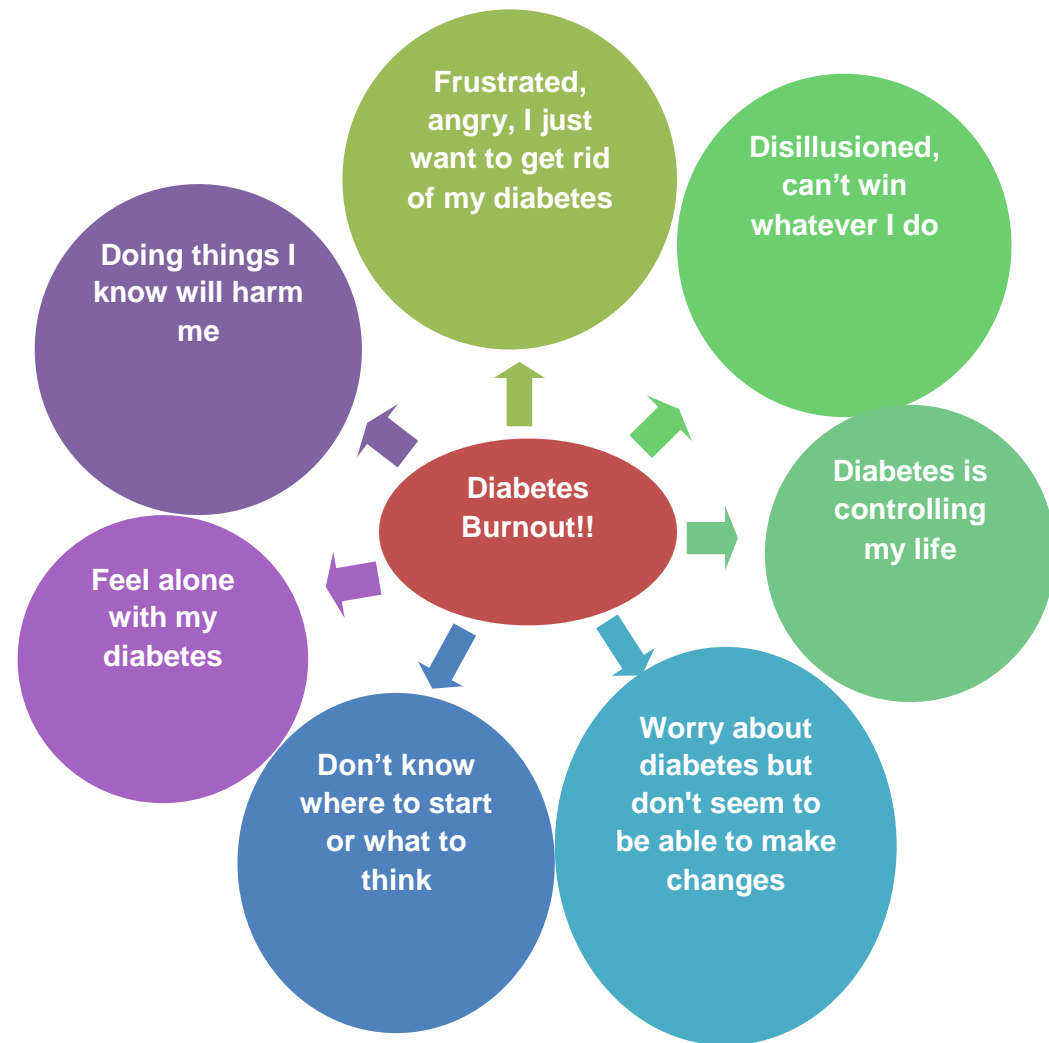 Frustrated,
angry, I just
want to get rid
of my diabetes
Disillusioned,
can’t win
whatever I do
Diabetes is
controlling
my life
Worry about
diabetes but
don't seem to
be able to make
changes
Don’t know
where to start
or what to
think
Feel alone
with my
diabetes
Doing things I
know will harm
me
Diabetes
Burnout!!